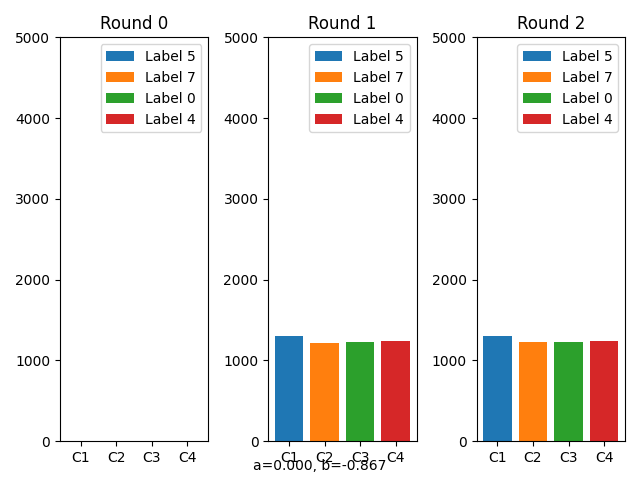 Round 0
5000
4000
3000
2000
1000
0
Label 5
Label 7
Label 0
Label 4
C1 C2 C3 C4
Round 1
5000
4000
3000
2000
1000
0
Label 5
Label 7
Label 0
Label 4
C1 C2 C3 C4
Round 2
5000
4000
3000
2000
1000
0
Label 5
Label 7
Label 0
Label 4
C1 C2 C3 C4
a=0.000, b=-0.867